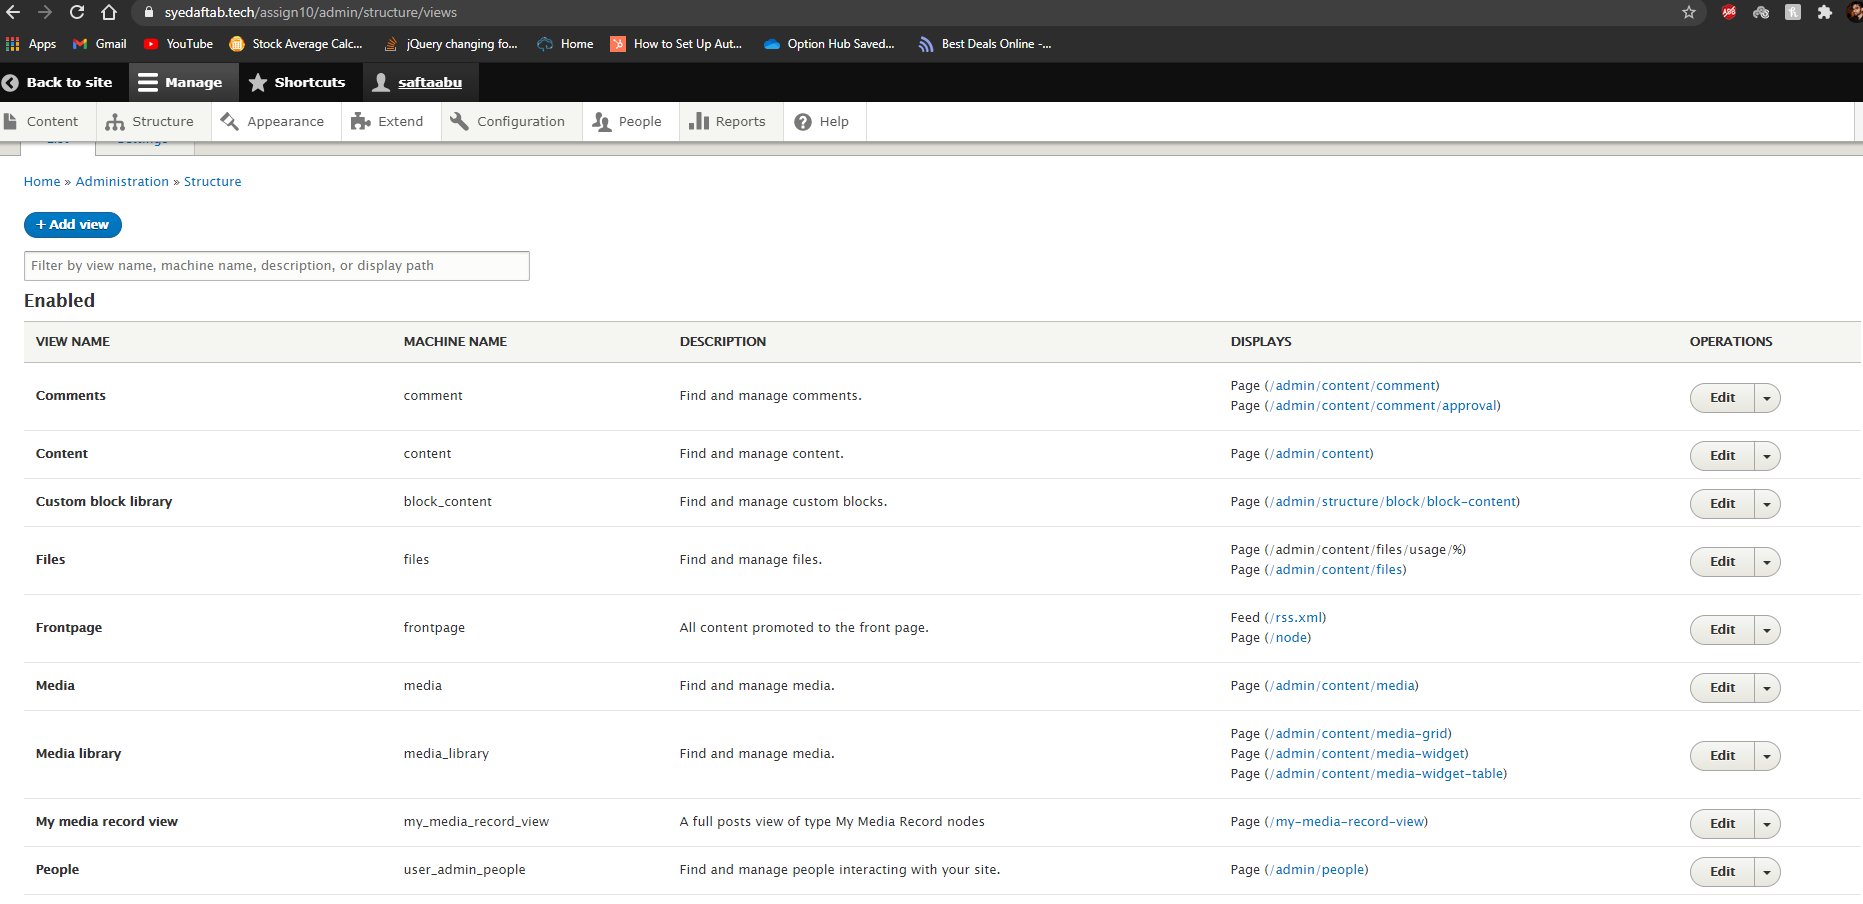 syedaftab.tech/assign10/admin/structure/views
Apps Gmail YouTube Stock Average Calc... jQuery changing fo... Home How to Set Up Aut... Option Hub Saved... Best Deals Online -...
Back to site Manage Shortcuts saftaabu
Content Structure Appearance Extend Configuration People Reports Help
List Settings
Home » Administration » Structure
+ Add view
Filter by view name, machine name, description, or display path
Enabled
VIEW NAME MACHINE NAME DESCRIPTION DISPLAYS OPERATIONS
Comments comment Find and manage comments. Page (/admin/content/comment) Edit
Page (/admin/content/comment/approval)
Content content Find and manage content. Page (/admin/content) Edit
Custom block library block_content Find and manage custom blocks. Page (/admin/structure/block/block-content) Edit
Files files Find and manage files. Page (/admin/content/files/usage/%) Edit
Page (/admin/content/files)
Frontpage frontpage All content promoted to the front page. Feed (/rss.xml) Edit
Page (/node)
Media media Find and manage media. Page (/admin/content/media) Edit
Page (/admin/content/media-grid)
Media library media_library Find and manage media. Page (/admin/content/media-widget) Edit
Page (/admin/content/media-widget-table)
My media record view my_media_record_view A full posts view of type My Media Record nodes Page (/my-media-record-view) Edit
People user_admin_people Find and manage people interacting with your site. Page (/admin/people) Edit